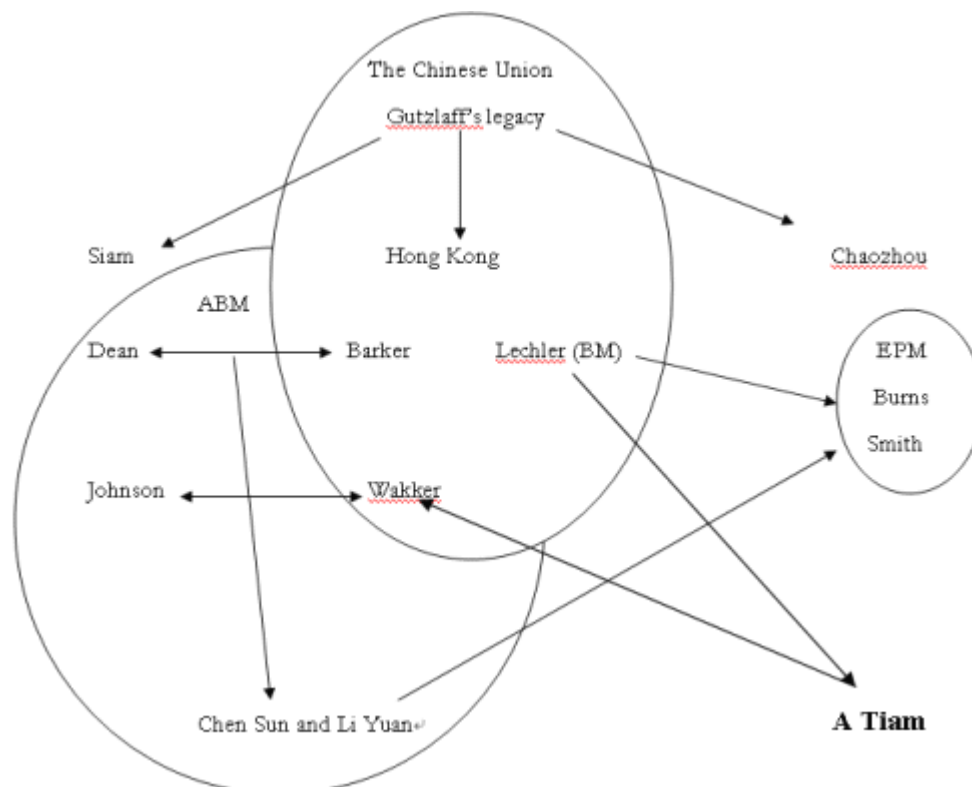 The Chinese Union
Gutzlaff's legacy
Siam
Hong Kong
Chaozhou
ABM
Dean
Barker
Lechler (BM)
EPM
Burns
Smith
Johnson
Wakker
Chen Sun and Li Yuan↵
A Tiam